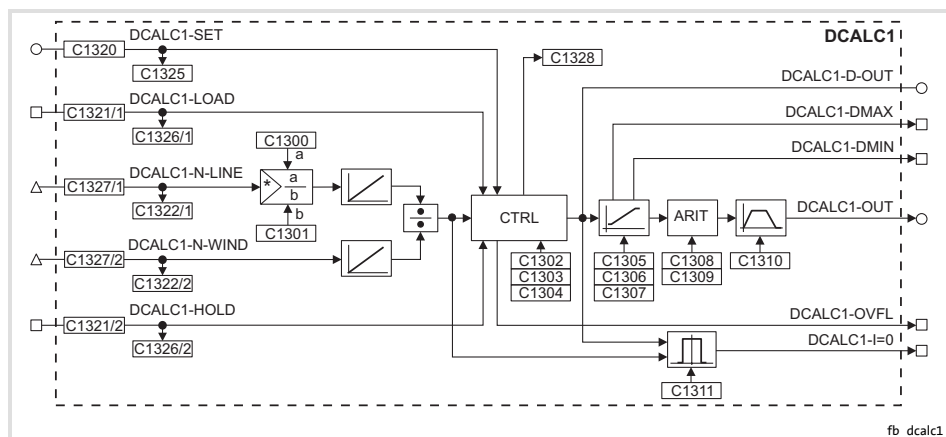 DCALC1
C1320
DCALC1-SET
C1325
C1328
DCALC1-D-OUT
C1321/1
DCALC1-LOAD
C1326/1
DCALC1-DMAX
C1300
a
DCALC1-DMIN
C1327/1
DCALC1-N-LINE
C1322/1
*
a
b
b
C1301
CTRL
ARIT
DCALC1-OUT
C1327/2
DCALC1-N-WIND
C1322/2
C1302
C1303
C1304
C1305
C1306
C1307
C1308
C1309
C1310
C1321/2
DCALC1-HOLD
C1326/2
DCALC1-OVFL
DCALC1-I=0
C1311
fb_dcalc1